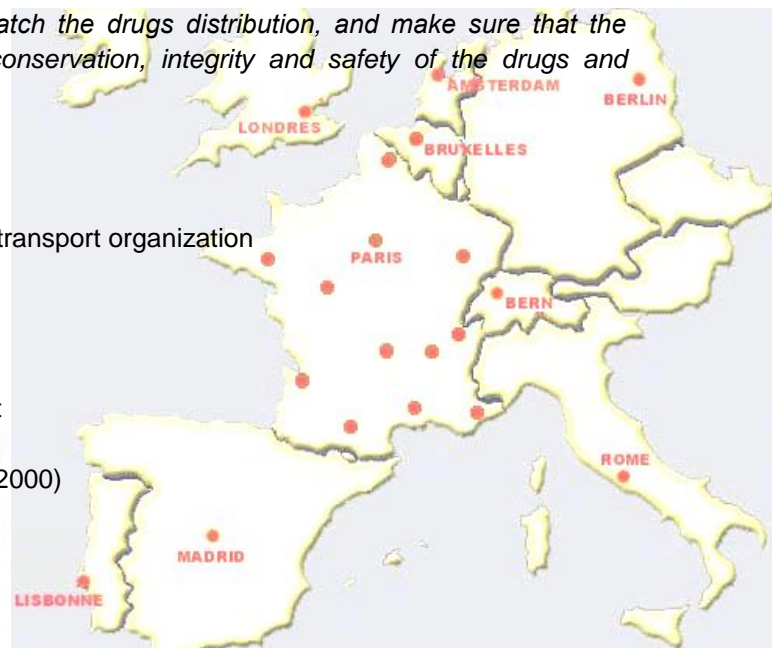 atch the drugs distribution, and make sure that the
conservation, integrity and safety of the drugs and
AMSTERDAM
BERLIN
LONDRES
BRUXELLES
transport organization
PARIS
BERN
ROME
2000)
MADRID
LISBONNE